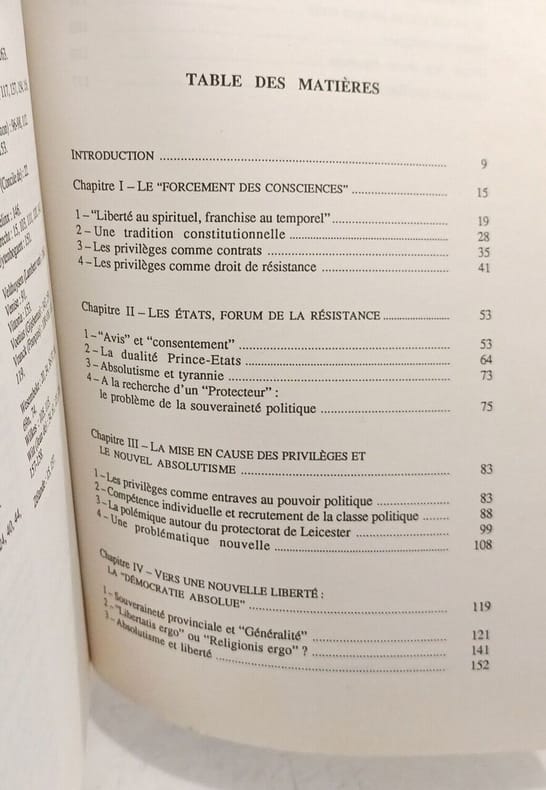 TABLE DES MATIÈRES
INTRODUCTION ........ 9
Chapitre I – LE "FORCEMENT DES CONSCIENCES" ........ 15
1 – "Liberté au spirituel, franchise au temporel" ........ 19
2 – Une tradition constitutionnelle ........ 28
3 – Les privilèges comme contrats ........ 35
4 – Les privilèges comme droit de résistance ........ 41
Chapitre II – LES ÉTATS, FORUM DE LA RÉSISTANCE ........ 53
1 – "Avis" et "consentement" ........ 53
2 – La dualité Prince-Etats ........ 64
3 – Absolutisme et tyrannie ........ 73
4 – A la recherche d'un "Protecteur" :
le problème de la souveraineté politique ........ 75
Chapitre III – LA MISE EN CAUSE DES PRIVILÈGES ET
LE NOUVEL ABSOLUTISME ........ 83
1 – Les privilèges comme entraves au pouvoir politique ........ 83
2 – Compétence individuelle et recrutement de la classe politique ........ 88
3 – La polémique autour du protectorat de Leicester ........ 99
4 – Une problématique nouvelle ........ 108
Chapitre IV – VERS UNE NOUVELLE LIBERTÉ :
LA "DÉMOCRATIE ABSOLUE" ........ 119
1 – Souveraineté provinciale et "Généralité" ........ 121
2 – "Libertatis ergo" ou "Religionis ergo" ? ........ 141
3 – Absolutisme et liberté ........ 152